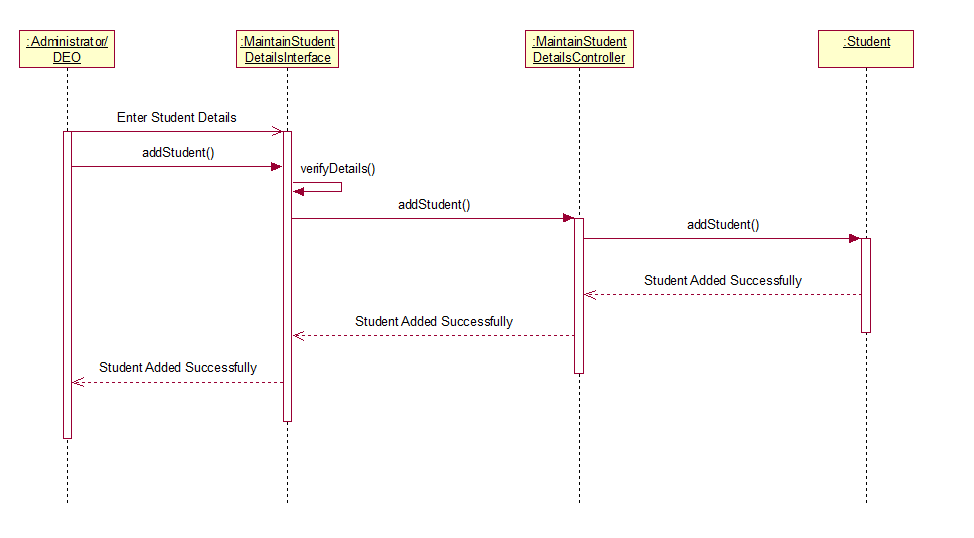 :Administrator/
DEO
:MaintainStudent
DetailsInterface
:MaintainStudent
DetailsController
:Student
Enter Student Details
addStudent()
verifyDetails()
addStudent()
addStudent()
Student Added Successfully
Student Added Successfully
Student Added Successfully